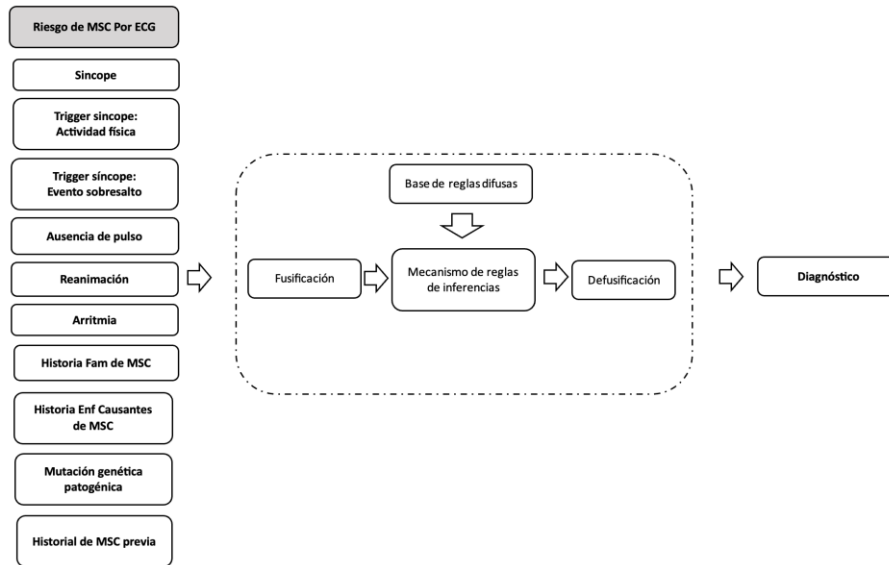 Riesgo de MSC Por ECG
Sincope
Trigger sincope:
Actividad física
Trigger síncope:
Evento sobresalto
Ausencia de pulso
Reanimación
Arritmia
Historia Fam de MSC
Historia Enf Causantes
de MSC
Mutación genética
patogénica
Historial de MSC previa
Base de reglas difusas
Fusificación
Mecanismo de reglas
de inferencias
Defusificación
Diagnóstico